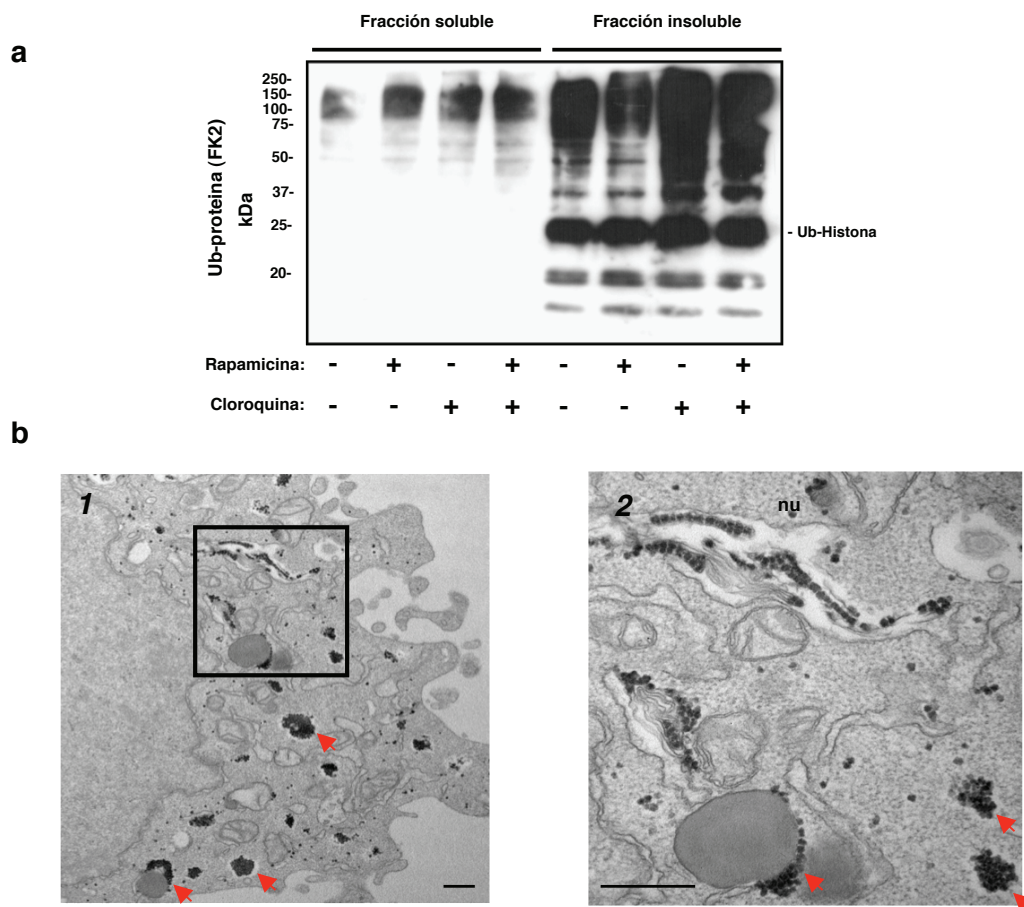 a
Fracción soluble Fracción insoluble
Ub-proteina (FK2)
kDa
250-
150-
100-
75-
50-
37-
25-
20-
- Ub-Histona
Rapamicina: - + - + - + - +
Cloroquina: - - + + - - + +
b
1
2
nu